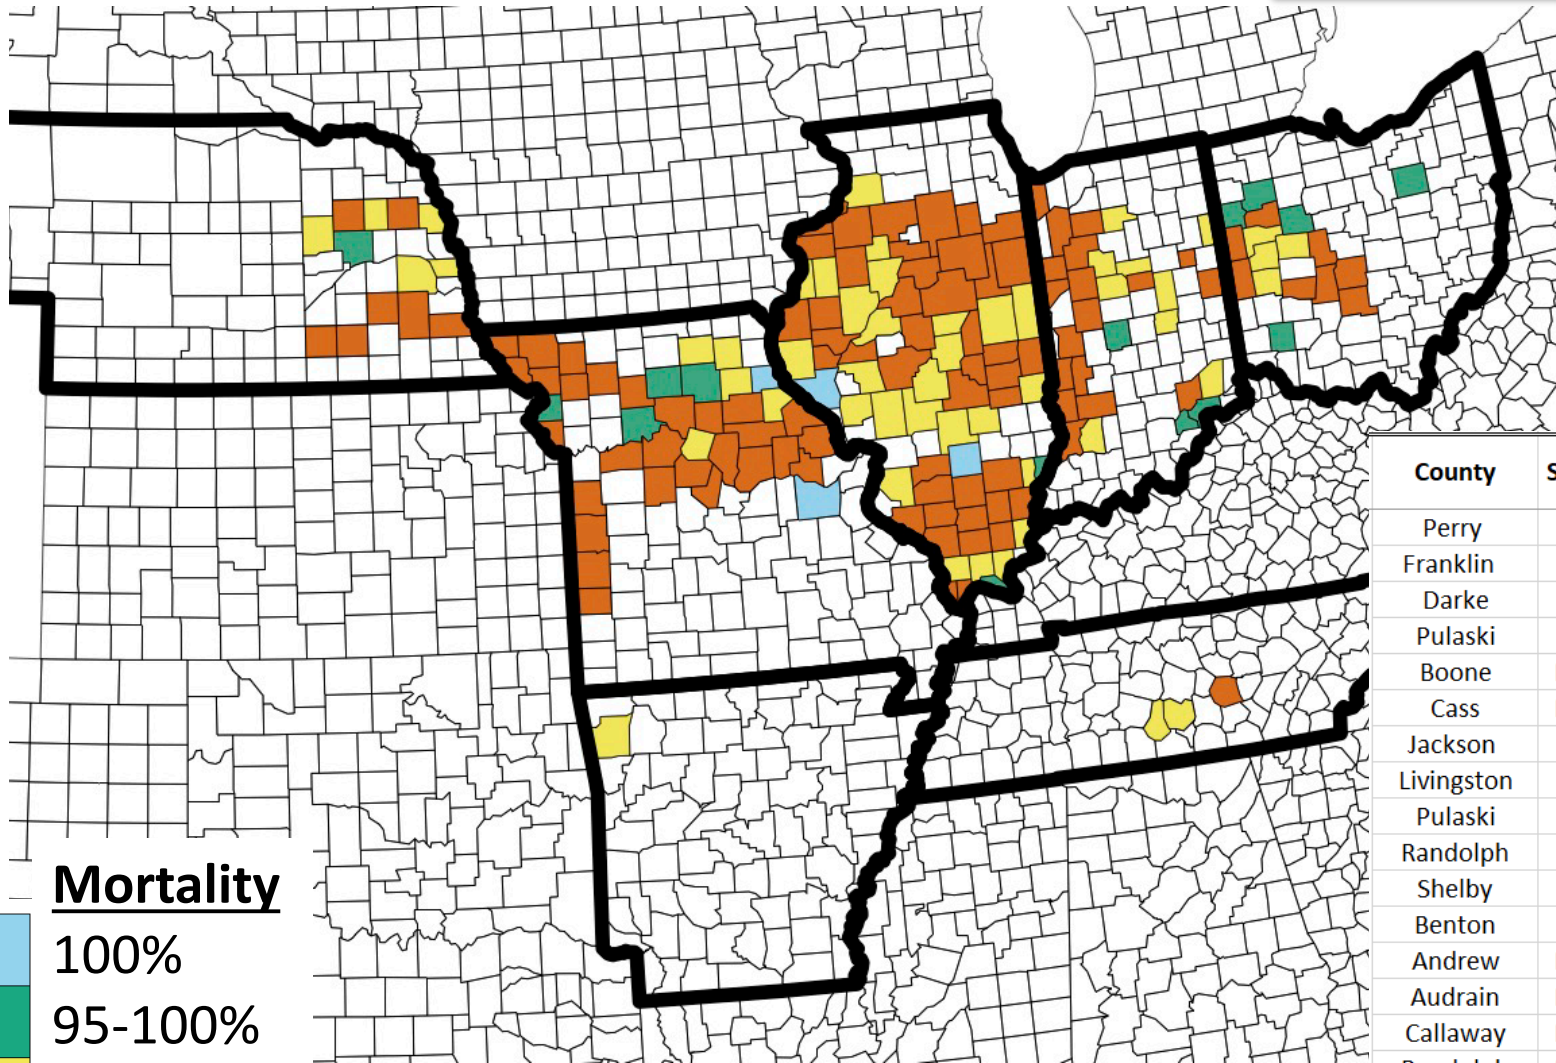 Mortality
100%
95-100%
County S
Perry
Franklin
Darke
Pulaski
Boone
Cass
Jackson
Livingston
Pulaski
Randolph
Shelby
Benton
Andrew
Audrain
Callaway